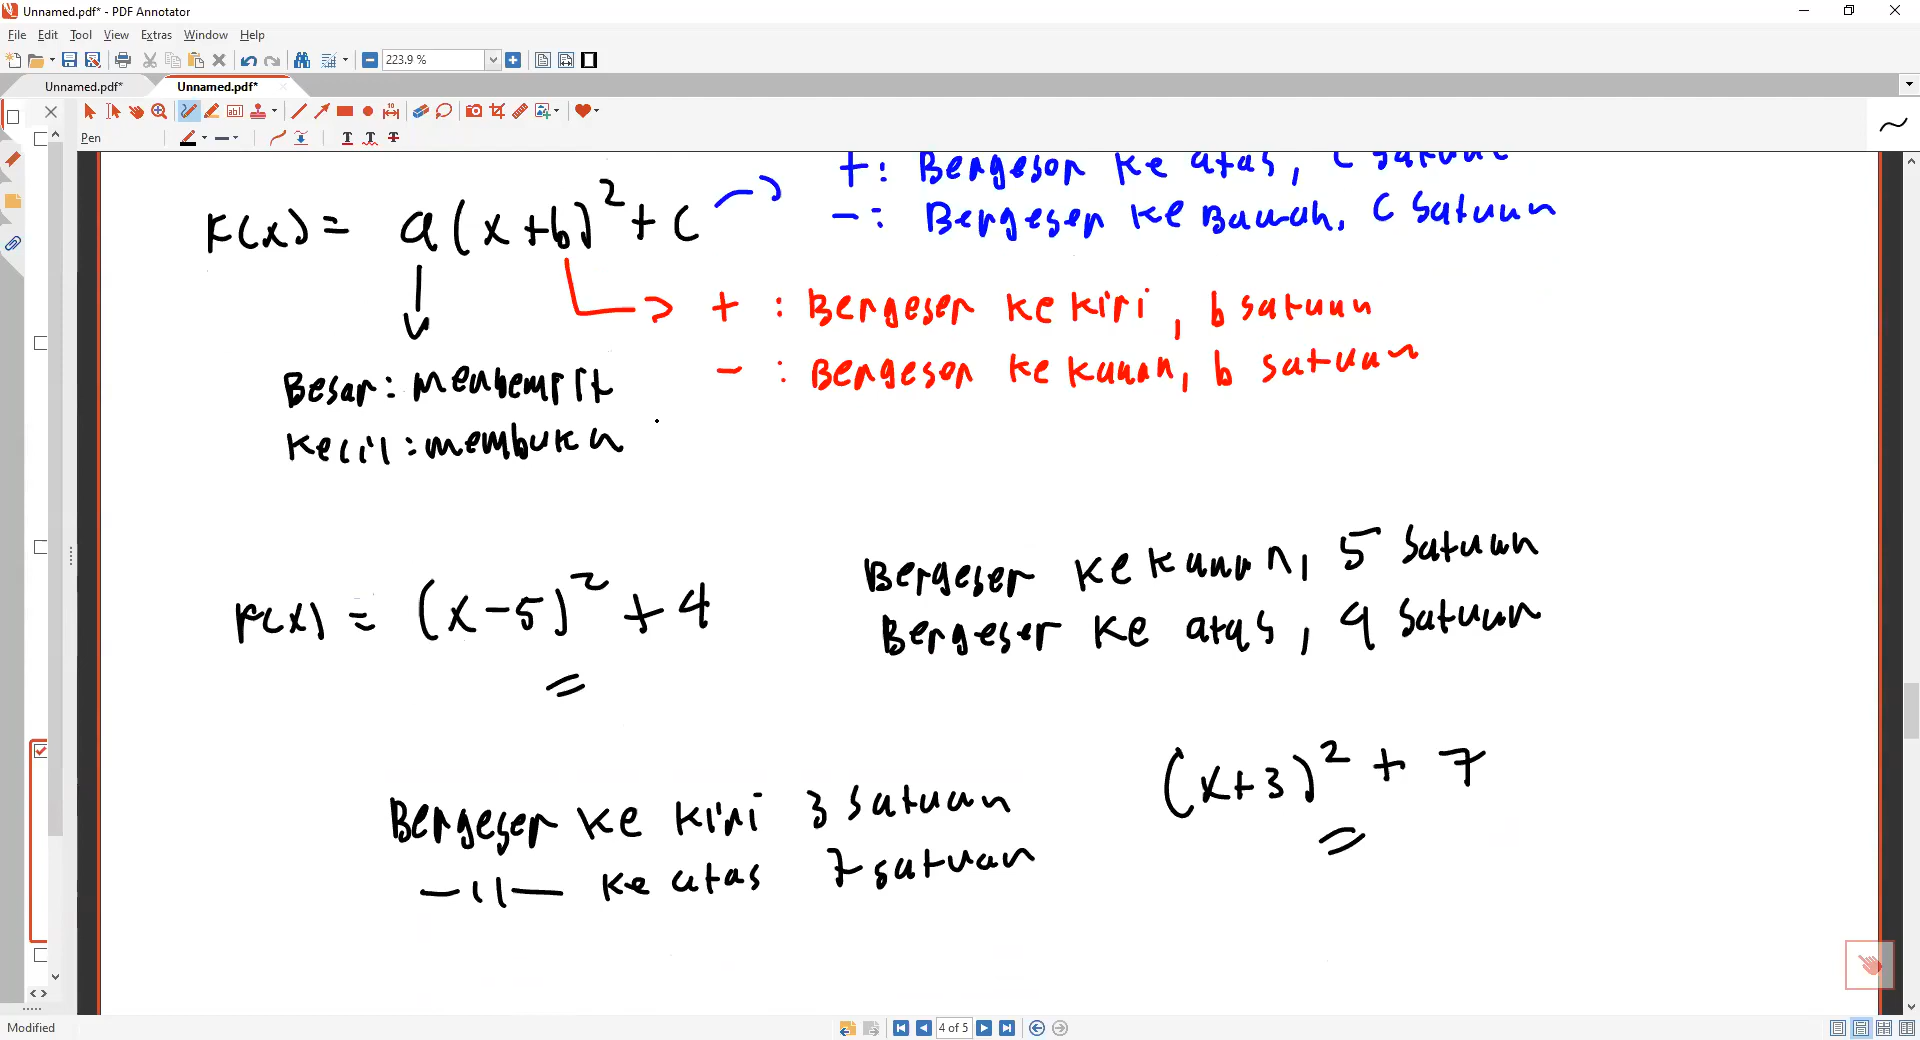 Unnamed.pdf* - PDF Annotator
File Edit Tool View Extras Window Help
223.9 %
Unnamed.pdf* Unnamed.pdf*
Pen
+ : Bergeser ke atas, c satuan
F(x) = a(x+b)² + c
- : Bergeser ke Bawah, c satuan
+ : Bergeser ke kiri, b satuan
- : Bergeser ke kanan, b satuan
Besar : menyempit
Kecil : membuka
F(x) = (x-5)² + 4
Bergeser ke kanan, 5 satuan
Bergeser ke atas, 4 satuan
(x+3)² + 7
Bergeser ke kiri 3 satuan
—11— ke atas 7 satuan
Modified
4 of 5